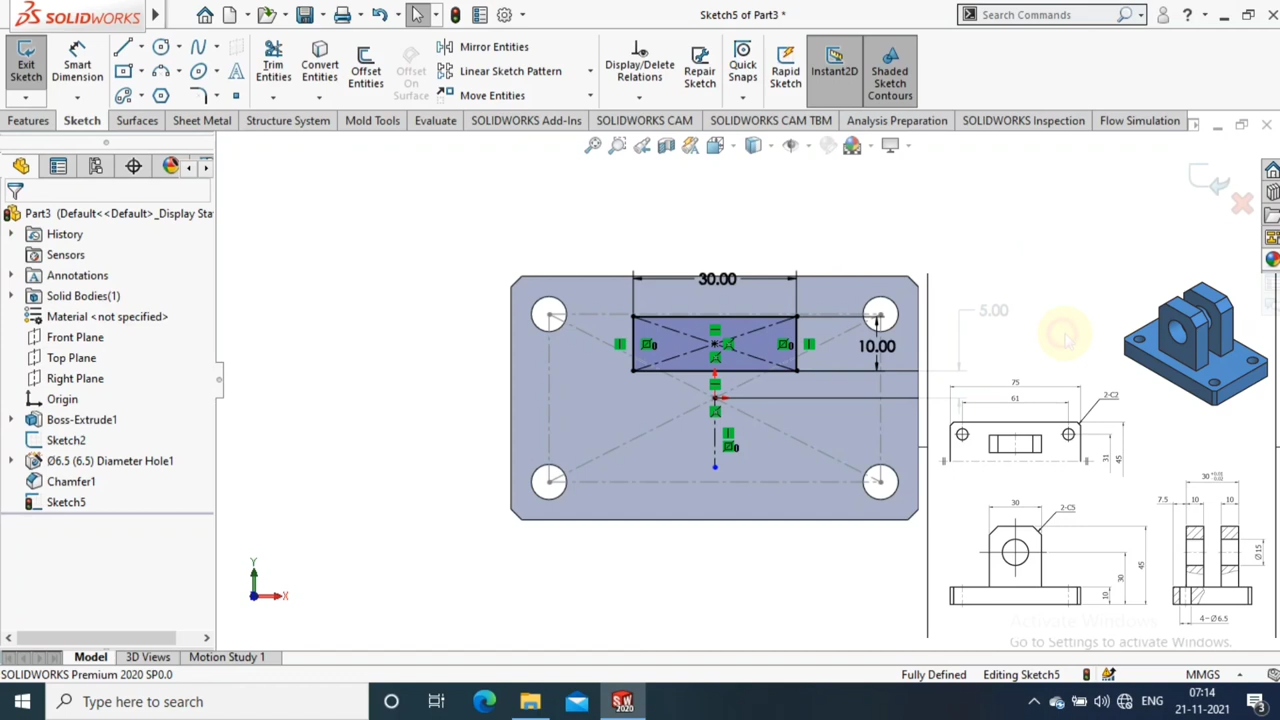 SOLIDWORKS
Sketch5 of Part3 *
Search Commands
Exit Sketch
Smart Dimension
Trim Entities
Convert Entities
Offset Entities
Offset On Surface
Mirror Entities
Linear Sketch Pattern
Move Entities
Display/Delete Relations
Repair Sketch
Quick Snaps
Rapid Sketch
Instant2D
Shaded Sketch Contours
Features
Sketch
Surfaces
Sheet Metal
Structure System
Mold Tools
Evaluate
SOLIDWORKS Add-Ins
SOLIDWORKS CAM
SOLIDWORKS CAM TBM
Analysis Preparation
SOLIDWORKS Inspection
Flow Simulation
Part3 (Default<<Default>_Display Sta
History
Sensors
Annotations
Solid Bodies(1)
Material <not specified>
Front Plane
Top Plane
Right Plane
Origin
Boss-Extrude1
Sketch2
Ø6.5 (6.5) Diameter Hole1
Chamfer1
Sketch5
30.00
10.00
5.00
75
61
2-C2
31
45
30
2-C5
10
30
45
7.5
10
10
Ø15
4-Ø6.5
Y
X
Activate Windows
Go to Settings to activate Windows.
Model
3D Views
Motion Study 1
SOLIDWORKS Premium 2020 SP0.0
Fully Defined
Editing Sketch5
MMGS
Type here to search
SW
2020
ENG
07:14
21-11-2021
3